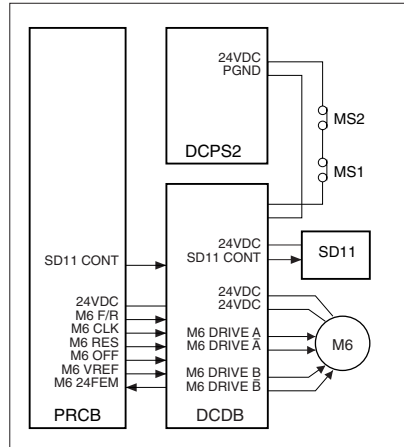 24VDC
PGND
DCPS2
MS2
MS1
SD11 CONT
24VDC
M6 F/R
M6 CLK
M6 RES
M6 OFF
M6 VREF
M6 24FEM
PRCB
24VDC
SD11 CONT
24VDC
24VDC
M6 DRIVE A
M6 DRIVE A̅
M6 DRIVE B
M6 DRIVE B̅
DCDB
SD11
M6